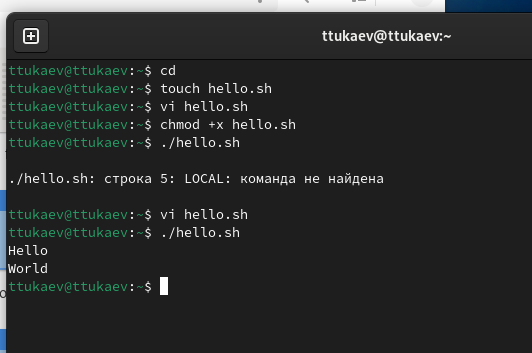 ttukaev@ttukaev:~
ttukaev@ttukaev:~$ cd
ttukaev@ttukaev:~$ touch hello.sh
ttukaev@ttukaev:~$ vi hello.sh
ttukaev@ttukaev:~$ chmod +x hello.sh
ttukaev@ttukaev:~$ ./hello.sh
./hello.sh: строка 5: LOCAL: команда не найдена
ttukaev@ttukaev:~$ vi hello.sh
ttukaev@ttukaev:~$ ./hello.sh
Hello
World
ttukaev@ttukaev:~$